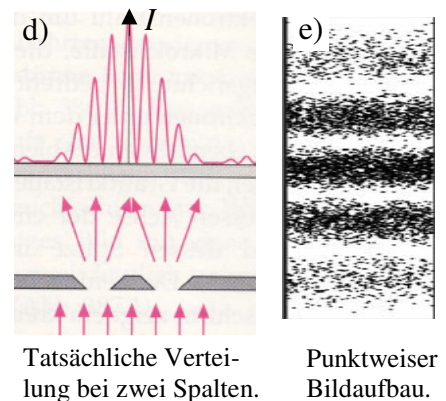 d)
I
e)
Tatsächliche Vertei-
lung bei zwei Spalten.
Punktweiser
Bildaufbau.